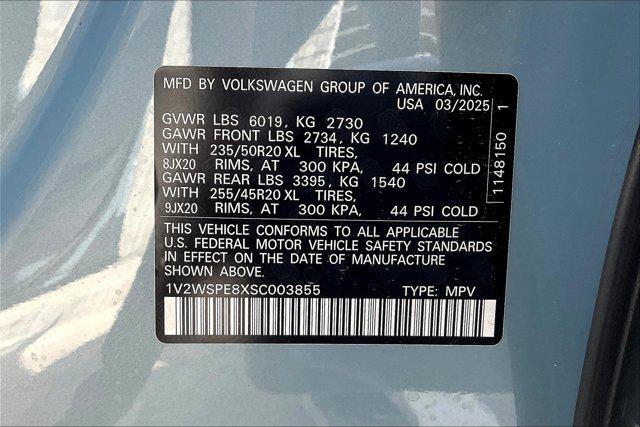 MFD BY VOLKSWAGEN GROUP OF AMERICA, INC.
USA 03/2025
GVWR LBS 6019, KG 2730
GAWR FRONT LBS 2734, KG 1240
WITH 235/50R20 XL TIRES,
8JX20 RIMS, AT 300 KPA, 44 PSI COLD
GAWR REAR LBS 3395, KG 1540
WITH 255/45R20 XL TIRES,
9JX20 RIMS, AT 300 KPA, 44 PSI COLD
THIS VEHICLE CONFORMS TO ALL APPLICABLE
U.S. FEDERAL MOTOR VEHICLE SAFETY STANDARDS
IN EFFECT ON THE DATE OF MANUFACTURE
SHOWN ABOVE.
1V2WSPE8XSC003855 TYPE: MPV
1148150 1